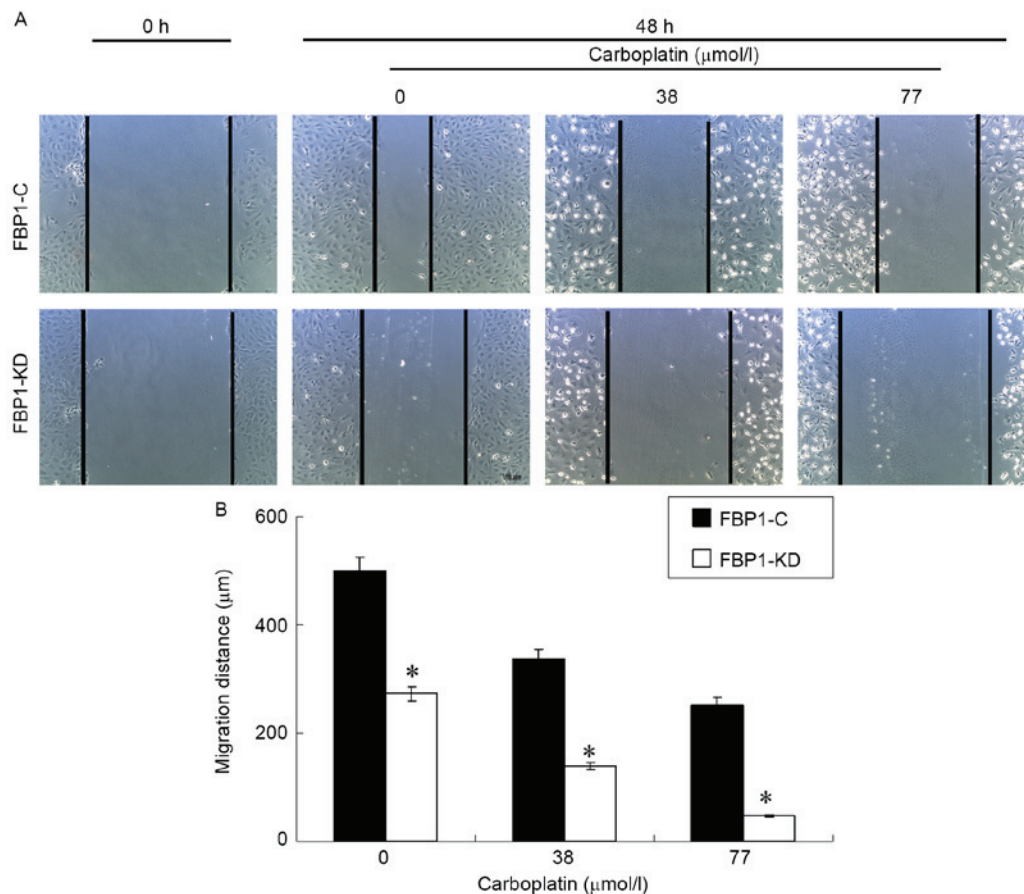 A
0 h
48 h
Carboplatin (μmol/l)
0
38
77
FBP1-C
FBP1-KD
B
600
400
200
0
Migration distance (μm)
FBP1-C
FBP1-KD
*
*
*
0
38
77
Carboplatin (μmol/l)